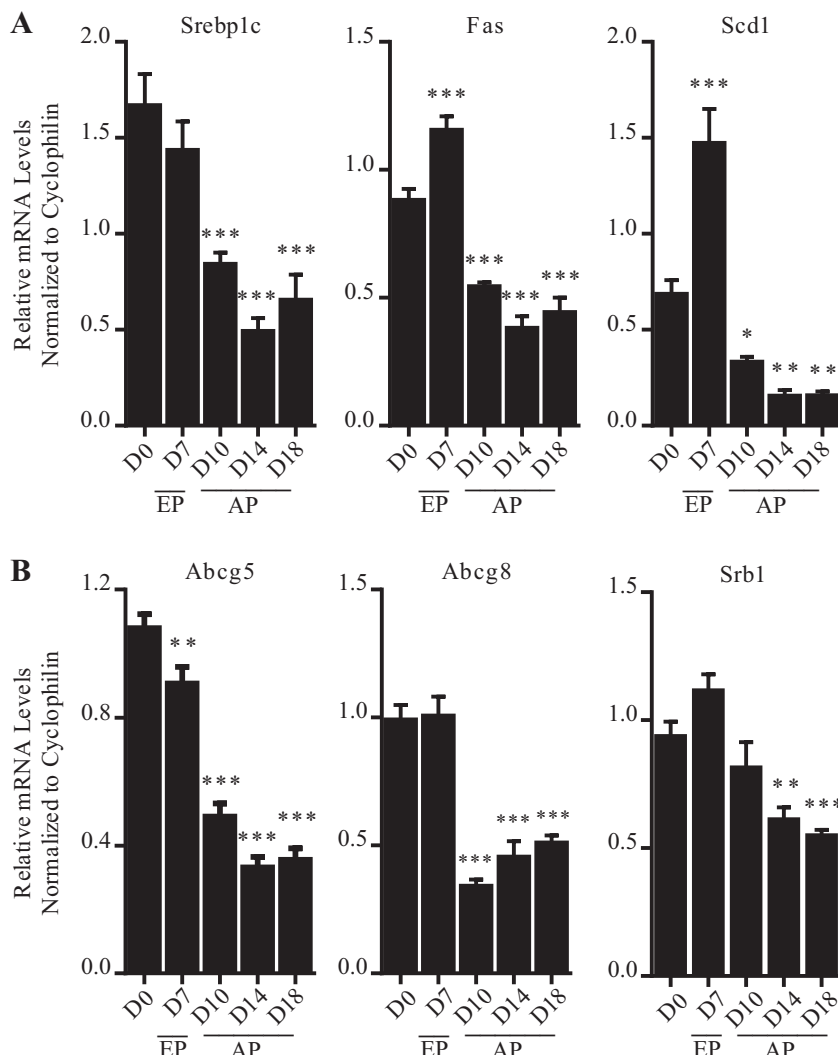 A
Srebp1c
Fas
Scd1
Relative mRNA Levels
Normalized to Cyclophilin
2.0
1.5
1.0
0.5
0.0
***
***
***
D0
D7
D10
D14
D18
EP
AP
1.5
1.0
0.5
0.0
***
***
***
***
D0
D7
D10
D14
D18
EP
AP
2.0
1.5
1.0
0.5
0.0
***
*
**
**
D0
D7
D10
D14
D18
EP
AP
B
Abcg5
Abcg8
Srb1
Relative mRNA Levels
Normalized to Cyclophilin
1.2
0.8
0.4
0.0
**
***
***
***
D0
D7
D10
D14
D18
EP
AP
1.5
1.0
0.5
0.0
***
***
***
D0
D7
D10
D14
D18
EP
AP
1.5
1.0
0.5
0.0
**
***
D0
D7
D10
D14
D18
EP
AP